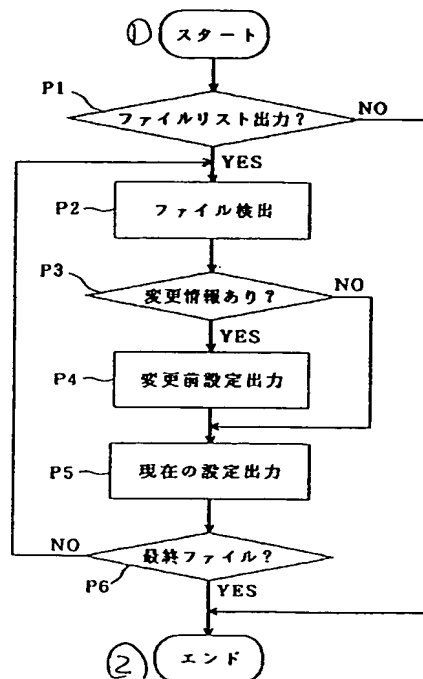 ① スタート
P1
ファイルリスト出力?
NO
YES
P2
ファイル検出
P3
変更情報あり?
NO
YES
P4
変更前設定出力
P5
現在の設定出力
NO
最終ファイル?
P6
YES
② エンド